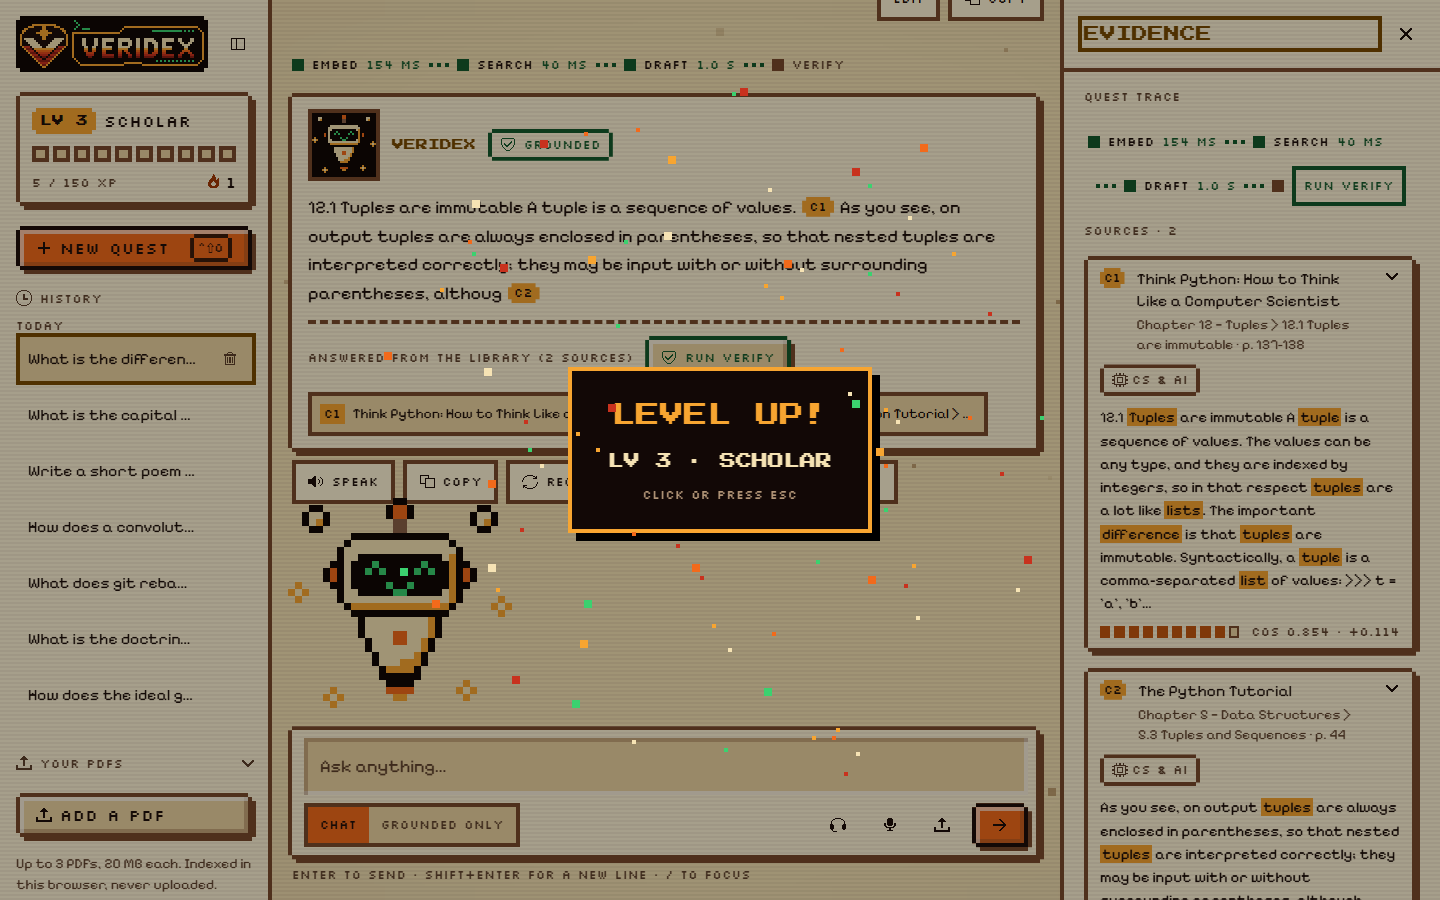 VERIDEX
LV 3 SCHOLAR
5 / 150 XP
1
+ NEW QUEST
HISTORY
TODAY
What is the differen...
What is the capital ...
Write a short poem ...
How does a convolut...
What does git reba...
What is the doctrin...
How does the ideal g...
YOUR PDFS
ADD A PDF
Up to 3 PDFs, 20 MB each. Indexed in
this browser, never uploaded.
EMBED 154 MS SEARCH 40 MS DRAFT 1.0 S VERIFY
VERIDEX GROUNDED
12.1 Tuples are immutable A tuple is a sequence of values. C1 As you see, on
output tuples are always enclosed in parentheses, so that nested tuples are
interpreted correctly; they may be input with or without surrounding
parentheses, althoug C2
ANSWERED FROM THE LIBRARY (2 SOURCES) RUN VERIFY
C1 Think Python: How to Think Like a
n Tutorial > ...
SPEAK
COPY
LEVEL UP!
LV 3 · SCHOLAR
CLICK OR PRESS ESC
Ask anything...
CHAT GROUNDED ONLY
ENTER TO SEND · SHIFT+ENTER FOR A NEW LINE · / TO FOCUS
EVIDENCE
QUEST TRACE
EMBED 154 MS SEARCH 40 MS
DRAFT 1.0 S RUN VERIFY
SOURCES · 2
C1 Think Python: How to Think
Like a Computer Scientist
Chapter 12 - Tuples > 12.1 Tuples
are immutable · p. 137-138
CS & AI
12.1 Tuples are immutable A tuple is a
sequence of values. The values can be
any type, and they are indexed by
integers, so in that respect tuples are
a lot like lists. The important
difference is that tuples are
immutable. Syntactically, a tuple is a
comma-separated list of values: >>> t =
`a', `b'...
COS 0.854 · +0.114
C2 The Python Tutorial
Chapter 5 - Data Structures >
5.3 Tuples and Sequences · p. 44
CS & AI
As you see, on output tuples are always
enclosed in parentheses, so that nested
tuples are interpreted correctly; they
may be input with or without
surrounding parentheses, although